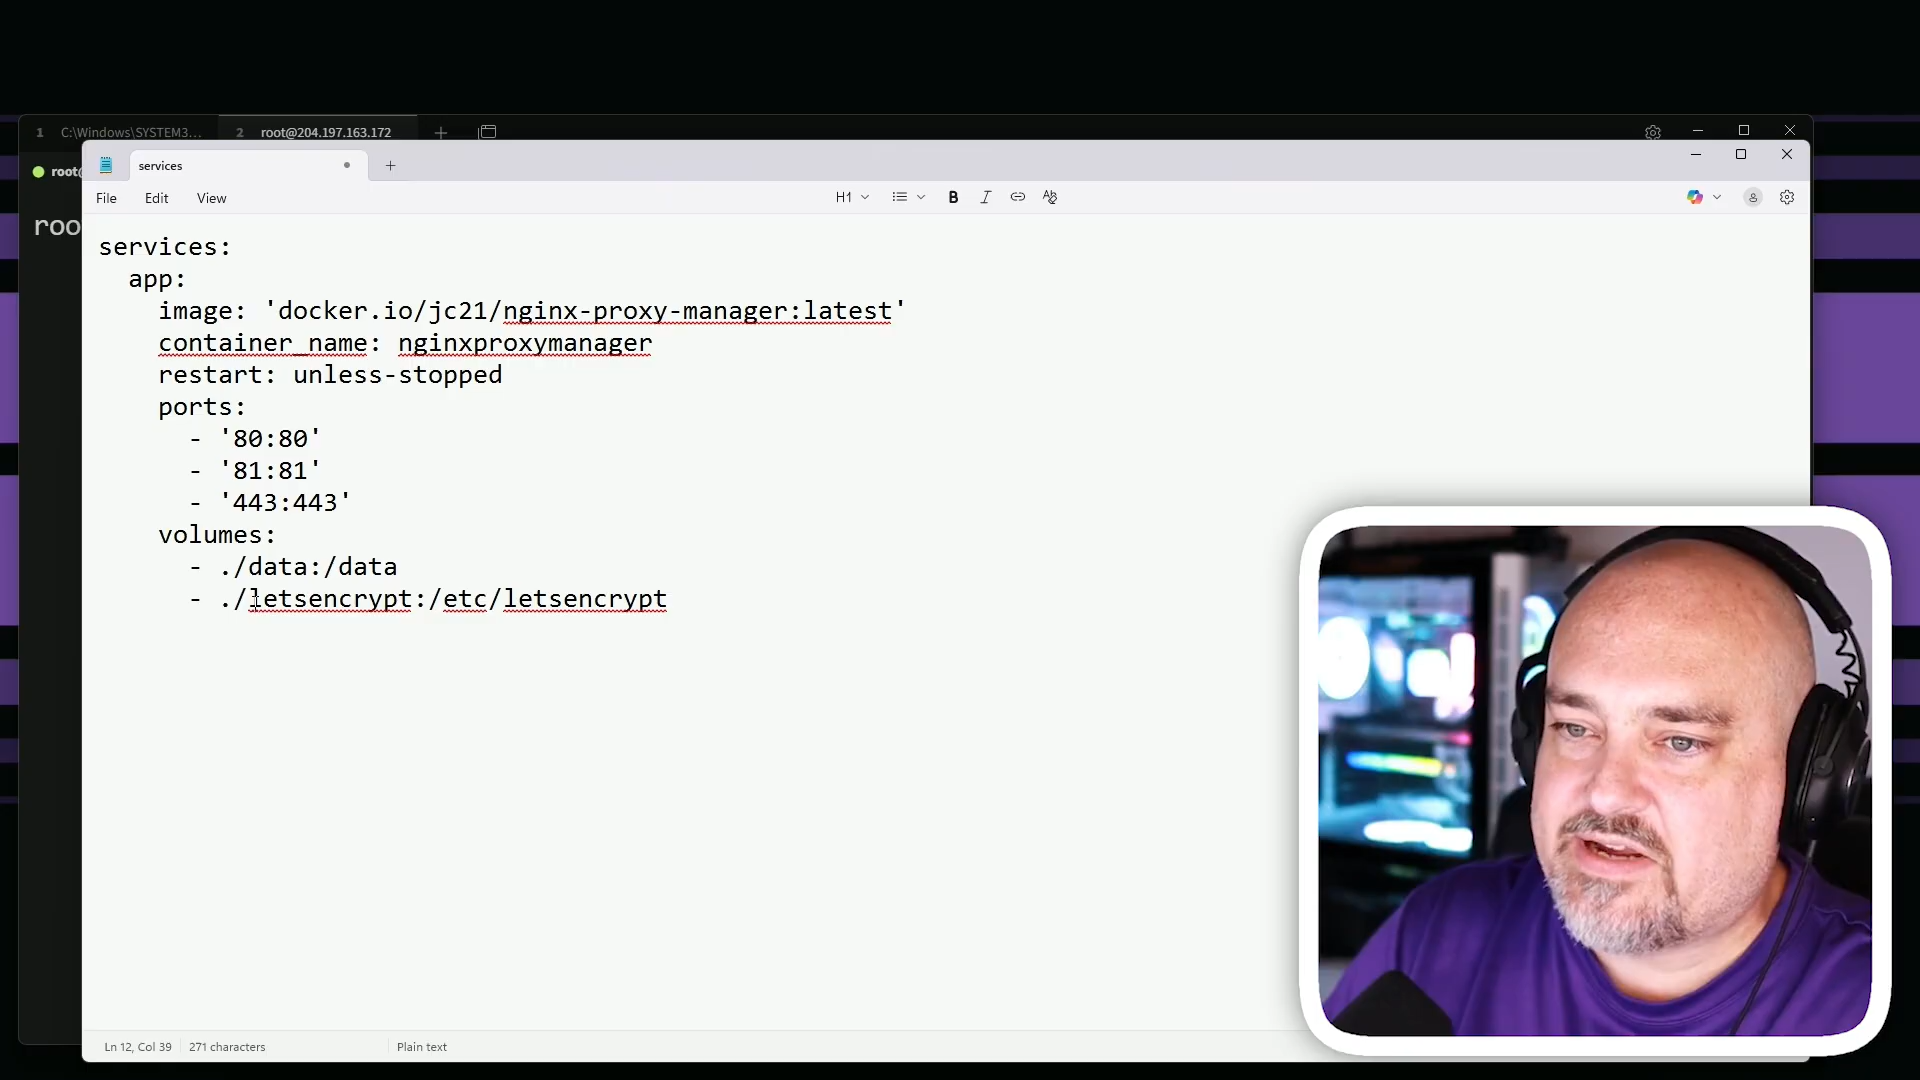 1 C:\Windows\SYSTEM3... 2 root@204.197.163.172
services
root@
File Edit View H1
roo
services:
  app:
    image: 'docker.io/jc21/nginx-proxy-manager:latest'
    container_name: nginxproxymanager
    restart: unless-stopped
    ports:
      - '80:80'
      - '81:81'
      - '443:443'
    volumes:
      - ./data:/data
      - ./letsencrypt:/etc/letsencrypt
Ln 12, Col 39 271 characters Plain text